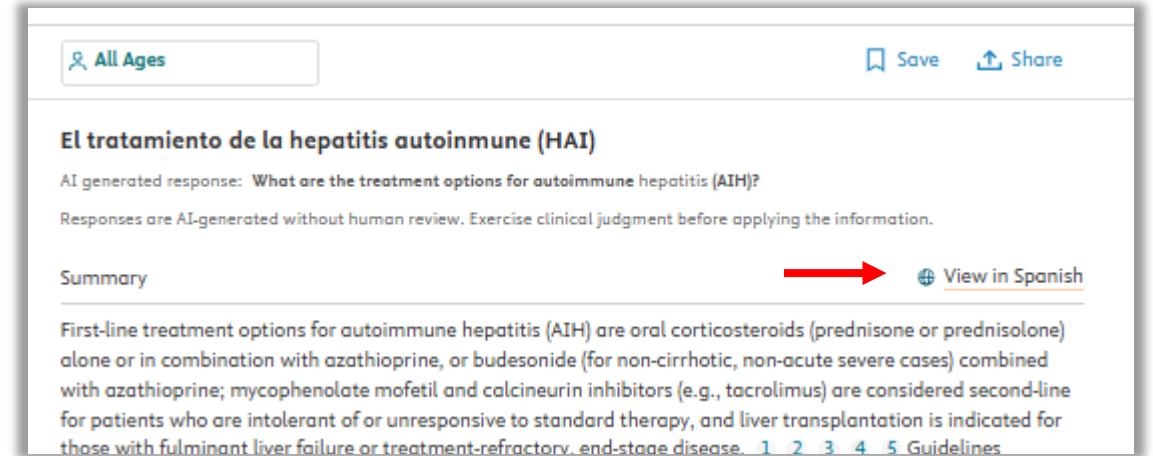 All Ages
Save
Share
El tratamiento de la hepatitis autoinmune (HAI)
AI generated response: What are the treatment options for autoimmune hepatitis (AIH)?
Responses are AI-generated without human review. Exercise clinical judgment before applying the information.
Summary
View in Spanish
First-line treatment options for autoimmune hepatitis (AIH) are oral corticosteroids (prednisone or prednisolone)
alone or in combination with azathioprine, or budesonide (for non-cirrhotic, non-acute severe cases) combined
with azathioprine; mycophenolate mofetil and calcineurin inhibitors (e.g., tacrolimus) are considered second-line
for patients who are intolerant of or unresponsive to standard therapy, and liver transplantation is indicated for
those with fulminant liver failure or treatment-refractory, end-stage disease. 1 2 3 4 5 Guidelines